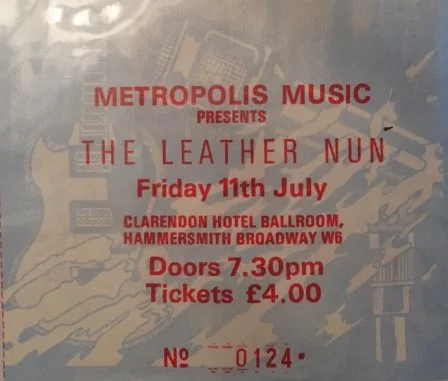 METROPOLIS MUSIC
PRESENTS
THE LEATHER NUN
Friday 11th July
CLARENDON HOTEL BALLROOM,
HAMMERSMITH BROADWAY W6
Doors 7.30pm
Tickets £4.00
Nº 0124